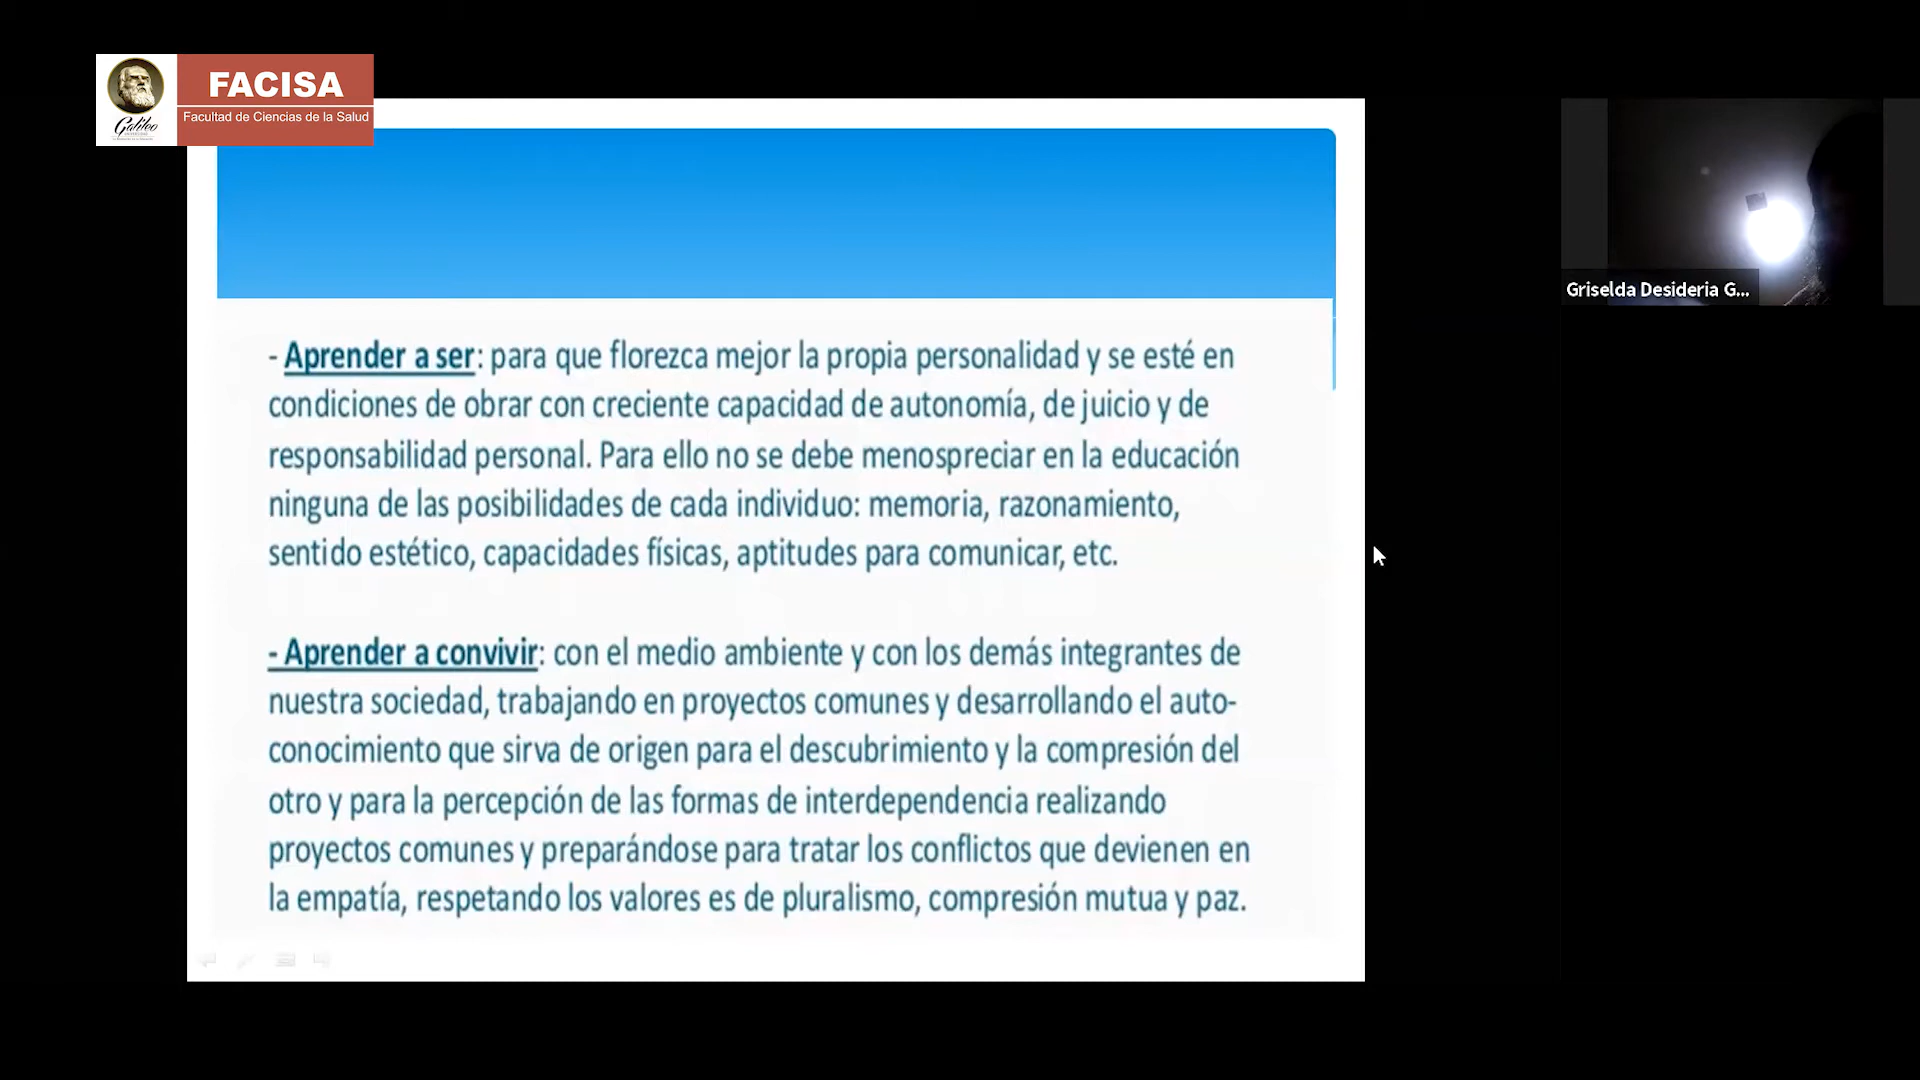 FACISA
Facultad de Ciencias de la Salud
Galileo
- Aprender a ser: para que florezca mejor la propia personalidad y se esté en
condiciones de obrar con creciente capacidad de autonomía, de juicio y de
responsabilidad personal. Para ello no se debe menospreciar en la educación
ninguna de las posibilidades de cada individuo: memoria, razonamiento,
sentido estético, capacidades físicas, aptitudes para comunicar, etc.
- Aprender a convivir: con el medio ambiente y con los demás integrantes de
nuestra sociedad, trabajando en proyectos comunes y desarrollando el auto-
conocimiento que sirva de origen para el descubrimiento y la compresión del
otro y para la percepción de las formas de interdependencia realizando
proyectos comunes y preparándose para tratar los conflictos que devienen en
la empatía, respetando los valores es de pluralismo, compresión mutua y paz.
Griselda Desideria G...